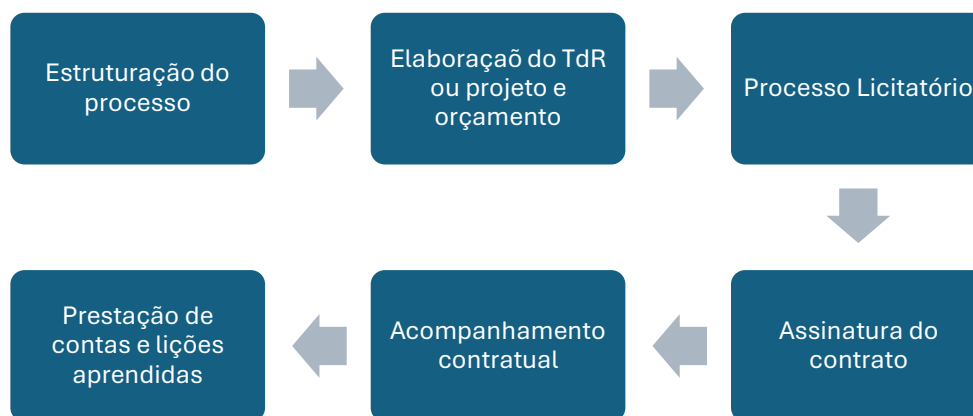 Estruturação do
processo
Elaboraçaõ do TdR
ou projeto e
orçamento
Processo Licitatório
Assinatura do
contrato
Acompanhamento
contratual
Prestação de
contas e lições
aprendidas